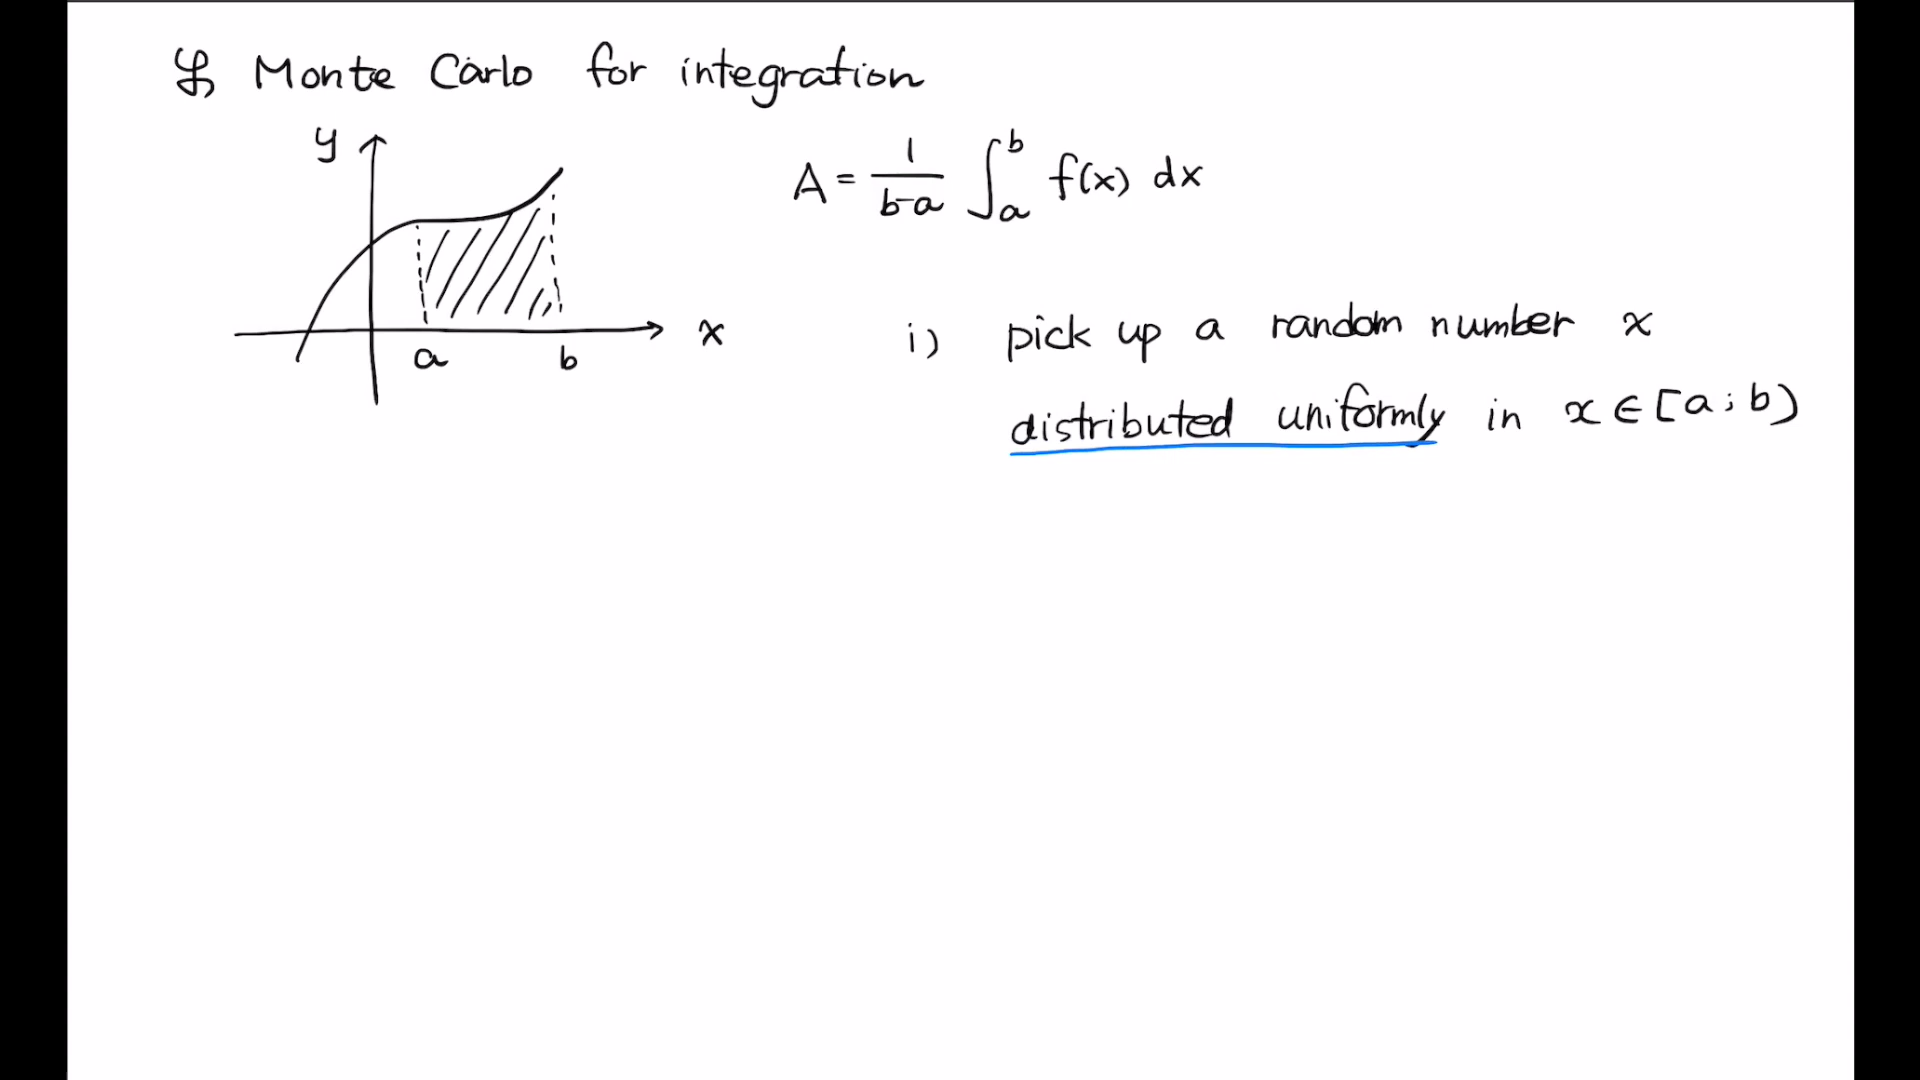 § Monte Carlo for integration
y
A = 1/(b-a) ∫_a^b f(x) dx
x
a b
i) pick up a random number x
distributed uniformly in x ∈ [a ; b)